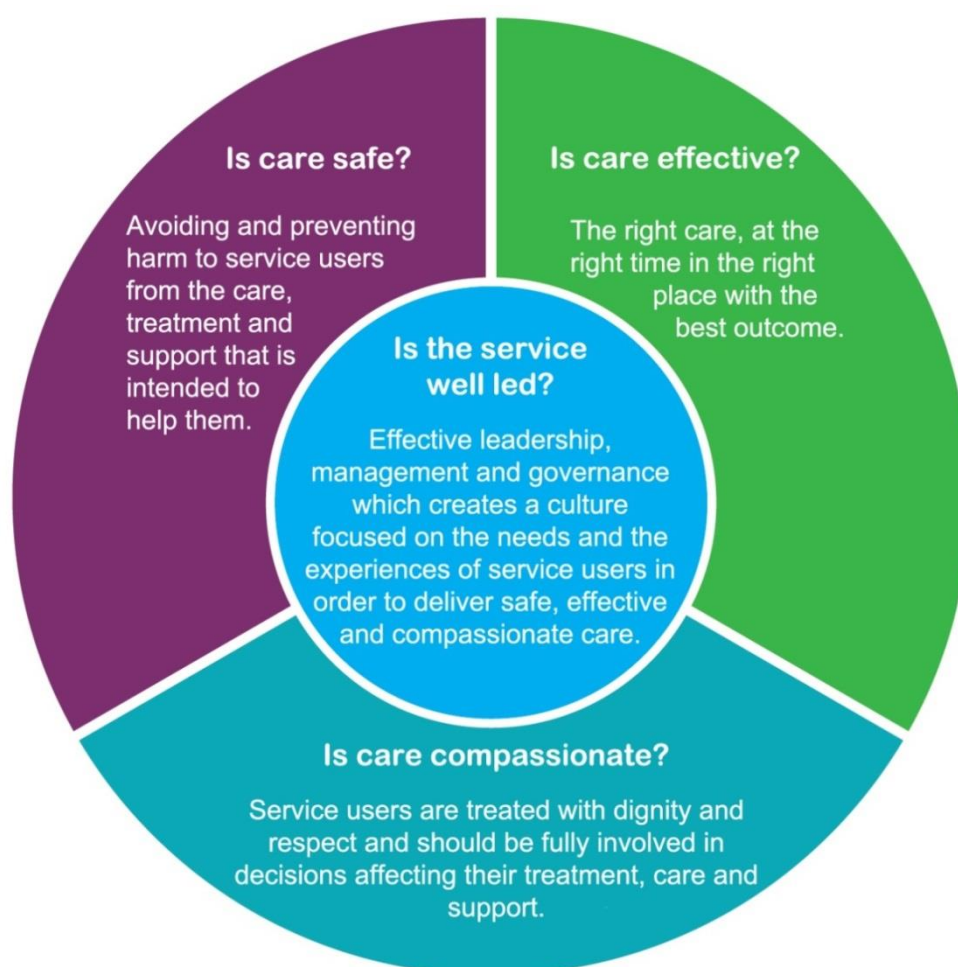 Is care safe?
Avoiding and preventing
harm to service users
from the care,
treatment and
support that is
intended to
help them.
Is care effective?
The right care, at the
right time in the right
place with the
best outcome.
Is the service
well led?
Effective leadership,
management and governance
which creates a culture
focused on the needs and the
experiences of service users in
order to deliver safe, effective
and compassionate care.
Is care compassionate?
Service users are treated with dignity and
respect and should be fully involved in
decisions affecting their treatment, care and
support.